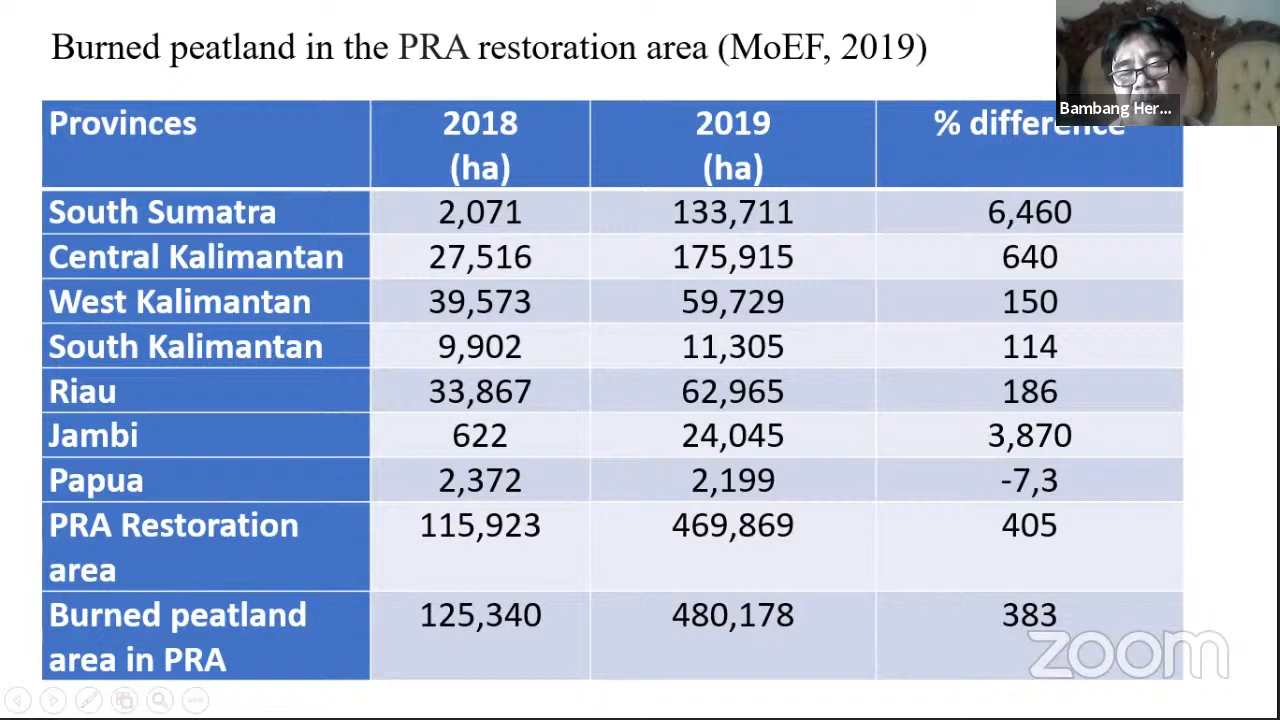 Burned peatland in the PRA restoration area (MoEF, 2019)
Bambang Her...
Provinces 2018 (ha) 2019 (ha) % difference
South Sumatra 2,071 133,711 6,460
Central Kalimantan 27,516 175,915 640
West Kalimantan 39,573 59,729 150
South Kalimantan 9,902 11,305 114
Riau 33,867 62,965 186
Jambi 622 24,045 3,870
Papua 2,372 2,199 -7,3
PRA Restoration area 115,923 469,869 405
Burned peatland area in PRA 125,340 480,178 383
zoom